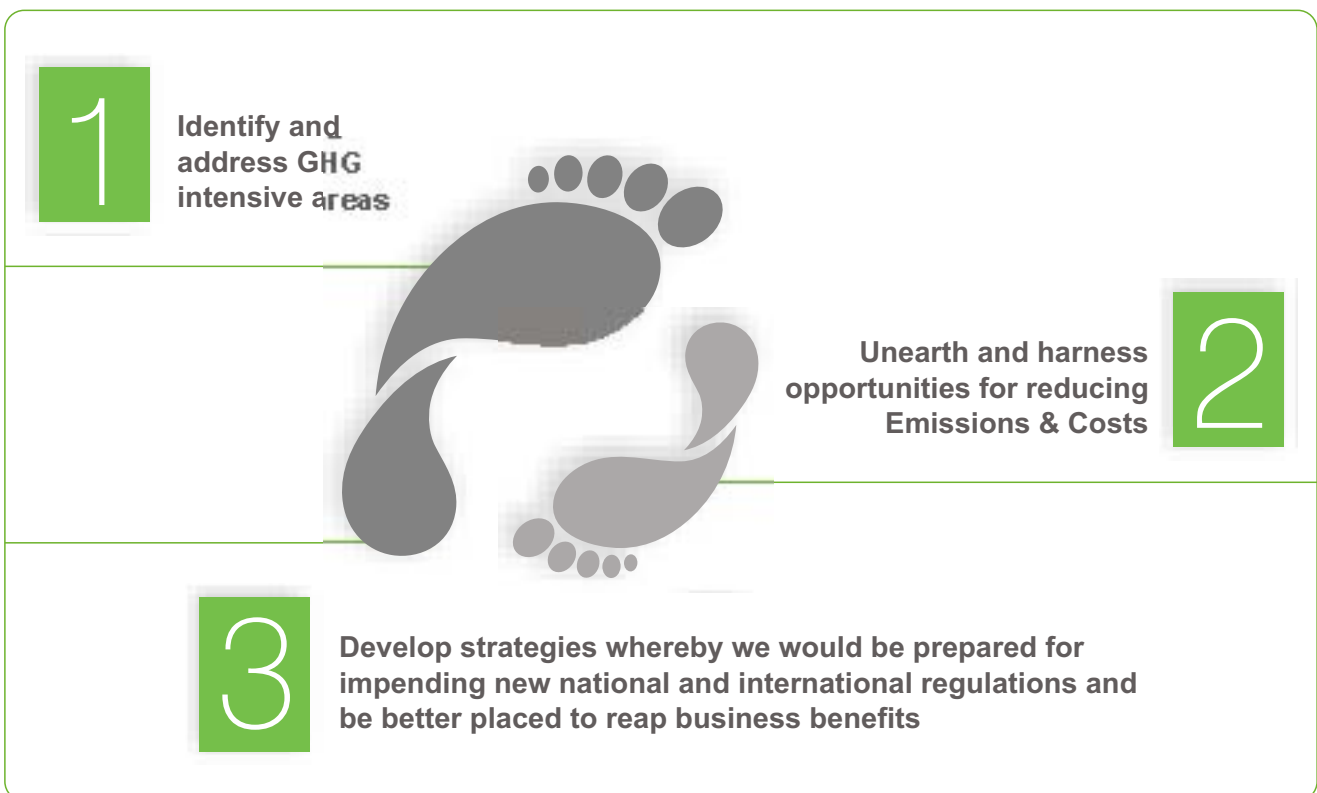 1
Identify and
address GHG
intensive areas
2
Unearth and harness
opportunities for reducing
Emissions & Costs
3
Develop strategies whereby we would be prepared for
impending new national and international regulations and
be better placed to reap business benefits